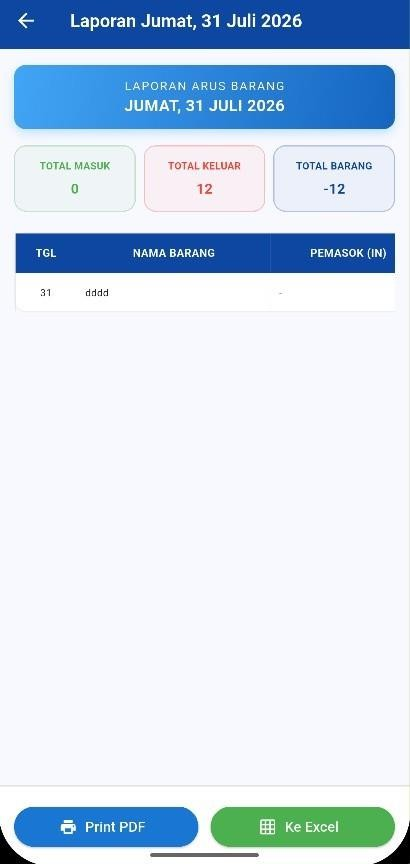 Laporan Jumat, 31 Juli 2026
LAPORAN ARUS BARANG
JUMAT, 31 JULI 2026
TOTAL MASUK
0
TOTAL KELUAR
12
TOTAL BARANG
-12
TGL NAMA BARANG PEMASOK (IN)
31 dddd -
Print PDF
Ke Excel